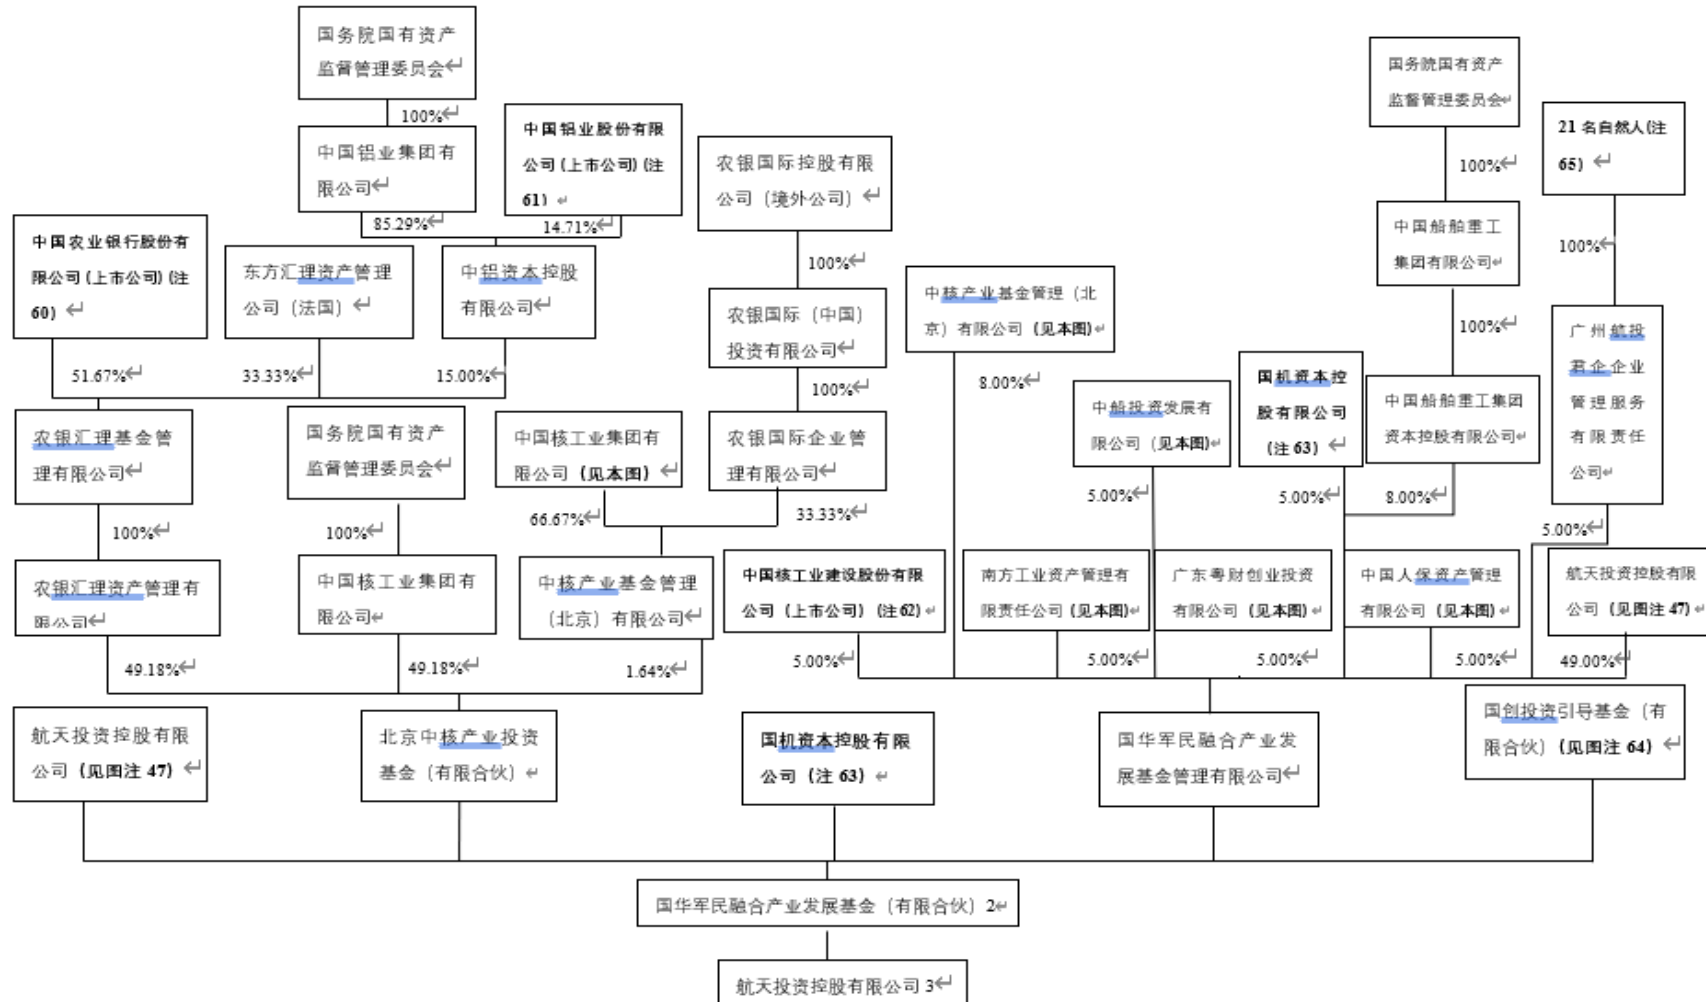 国务院国有资产
监督管理委员会
100%
中国铝业集团有
限公司
85.29%
中国铝业股份有限
公司(上市公司)(注
61)
14.71%
农银国际控股有限
公司(境外公司)
100%
国务院国有资产
监督管理委员会
100%
21 名自然人(注
65)
100%
中国农业银行股份有
限公司(上市公司)(注
60)
东方汇理资产管理
公司(法国)
中铝资本控股
有限公司
农银国际(中国)
投资有限公司
100%
中核产业基金管理(北
京)有限公司(见本图)
8.00%
中国船舶重工
集团有限公司
100%
51.67%
33.33%
15.00%
中船投资发展有
限公司(见本图)
5.00%
国机资本控
股有限公司
(注 63)
5.00%
中国船舶重工集团
资本控股有限公司
8.00%
广州航投
君企企业
管理服务
有限责任
公司
5.00%
农银汇理基金管
理有限公司
100%
国务院国有资产
监督管理委员会
100%
中国核工业集团有
限公司(见本图)
66.67%
农银国际企业管
理有限公司
33.33%
农银汇理资产管理有
限公司
49.18%
中国核工业集团有
限公司
49.18%
中核产业基金管理
(北京)有限公司
1.64%
中国核工业建设股份有限
公司(上市公司)(注62)
5.00%
南方工业资产管理有
限责任公司(见本图)
5.00%
广东粤财创业投资
有限公司(见本图)
5.00%
中国人保资产管理
有限公司(见本图)
5.00%
航天投资控股有限
公司(见图注 47)
49.00%
航天投资控股有限
公司(见图注 47)
北京中核产业投资
基金(有限合伙)
国机资本控股有限
公司(注 63)
国华军民融合产业发
展基金管理有限公司
国创投资引导基金(有
限合伙)(见图注 64)
国华军民融合产业发展基金(有限合伙)2
航天投资控股有限公司 3